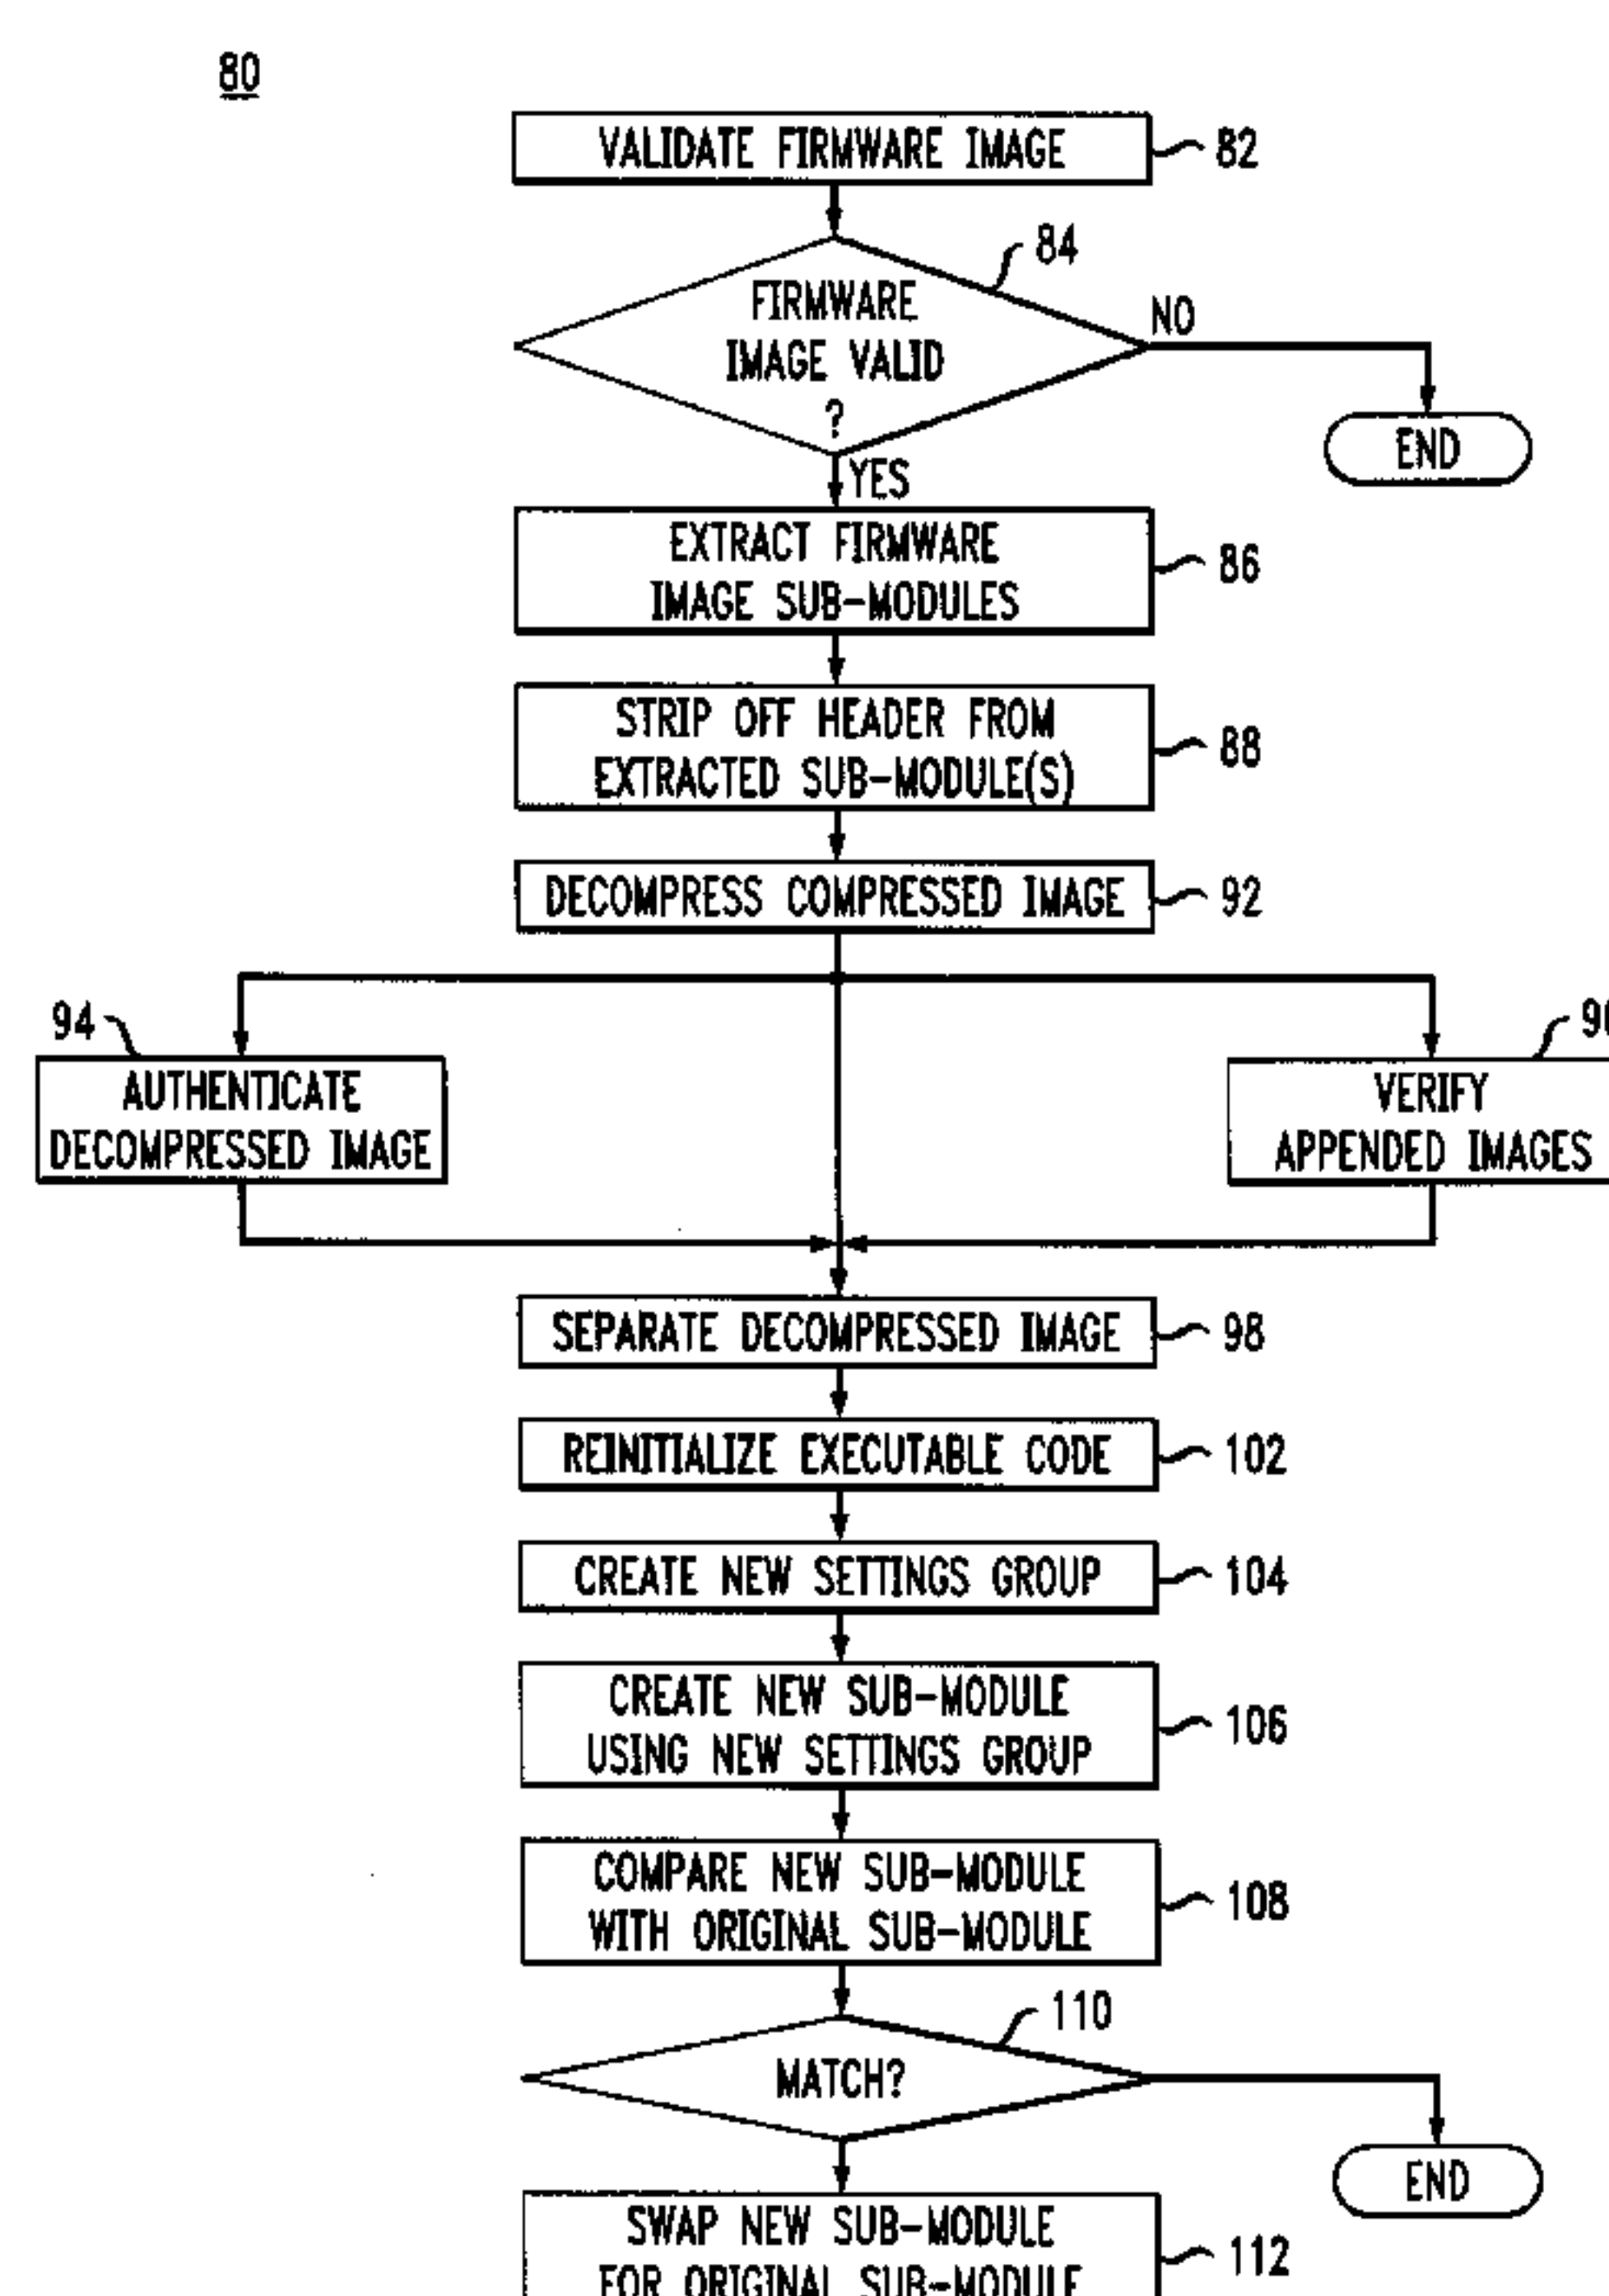 80
VALIDATE FIRMWARE IMAGE
82
84
FIRMWARE
IMAGE VALID
?
NO
END
YES
EXTRACT FIRMWARE
IMAGE SUB-MODULES
86
STRIP OFF HEADER FROM
EXTRACTED SUB-MODULE(S)
88
DECOMPRESS COMPRESSED IMAGE
92
94
AUTHENTICATE
DECOMPRESSED IMAGE
VERIFY
APPENDED IMAGES
SEPARATE DECOMPRESSED IMAGE
98
REINITIALIZE EXECUTABLE CODE
102
CREATE NEW SETTINGS GROUP
104
CREATE NEW SUB-MODULE
USING NEW SETTINGS GROUP
106
COMPARE NEW SUB-MODULE
WITH ORIGINAL SUB-MODULE
108
110
MATCH?
END
SWAP NEW SUB-MODULE
FOR ORIGINAL SUB-MODULE
112